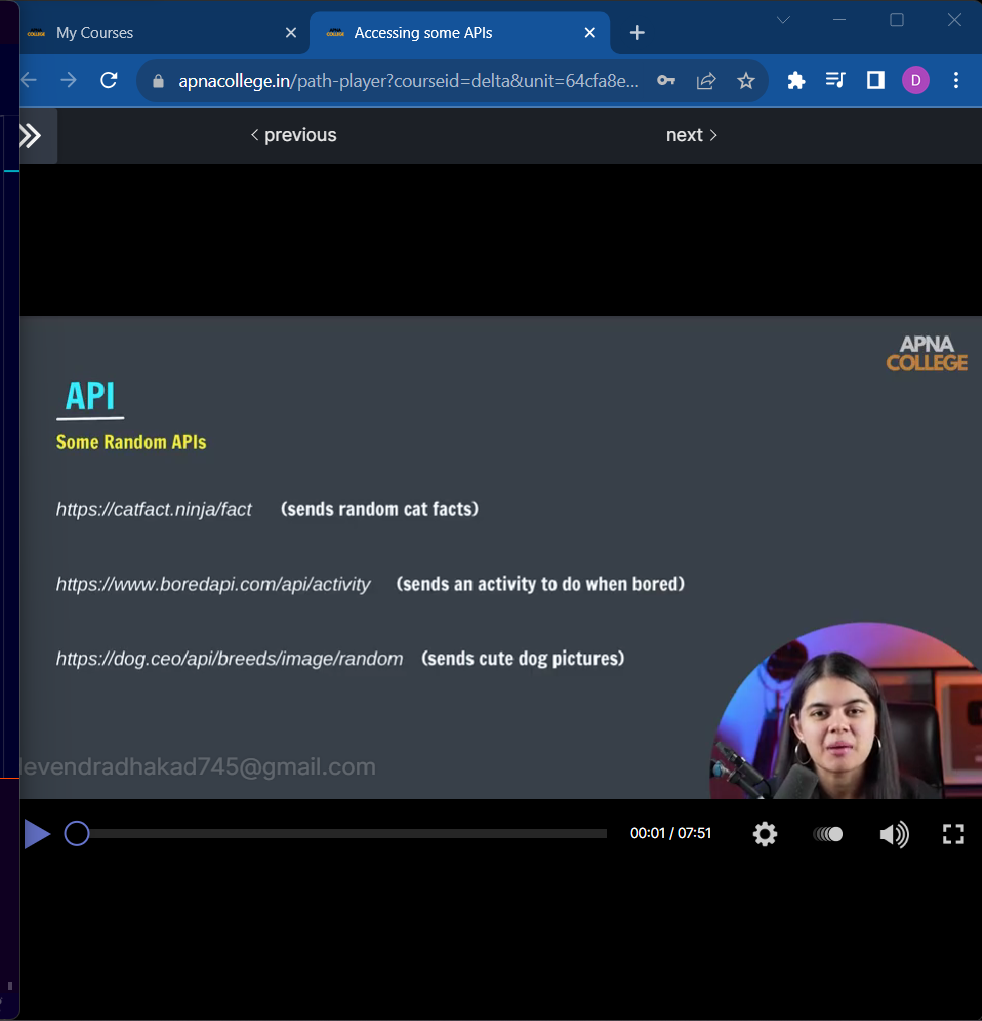 My Courses
Accessing some APIs
apnacollege.in/path-player?courseid=delta&unit=64cfa8e...
D
previous
next
APNA
COLLEGE
API
Some Random APIs
https://catfact.ninja/fact (sends random cat facts)
https://www.boredapi.com/api/activity (sends an activity to do when bored)
https://dog.ceo/api/breeds/image/random (sends cute dog pictures)
levendradhakad745@gmail.com
00:01 / 07:51